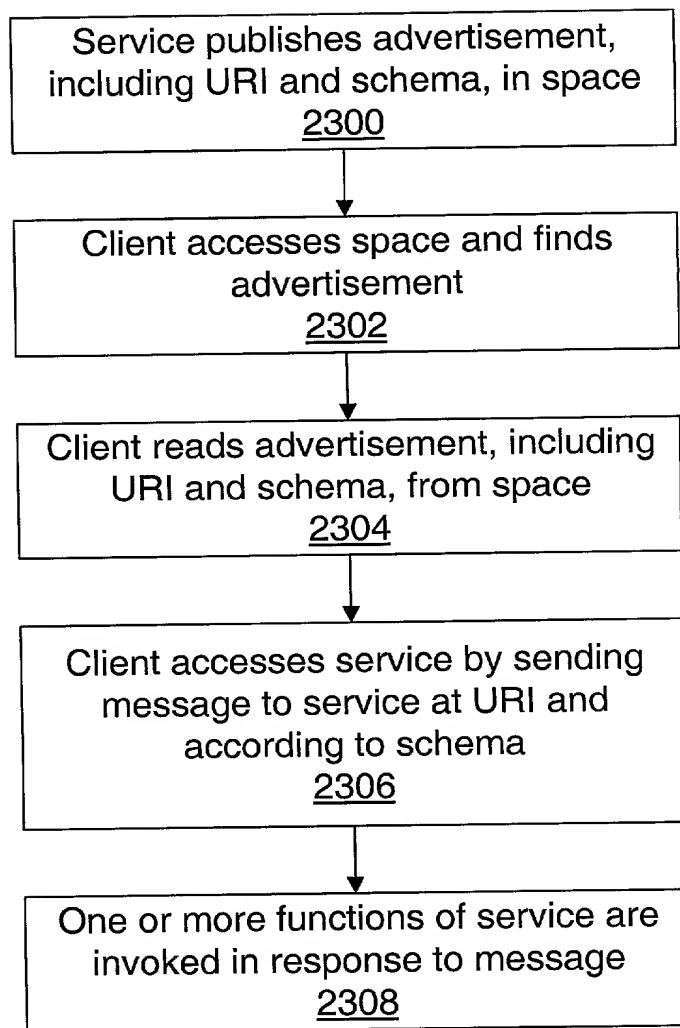 Service publishes advertisement,
including URI and schema, in space
2300
Client accesses space and finds
advertisement
2302
Client reads advertisement, including
URI and schema, from space
2304
Client accesses service by sending
message to service at URI and
according to schema
2306
One or more functions of service are
invoked in response to message
2308